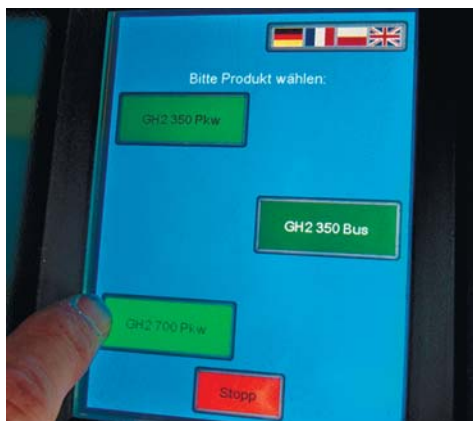 Bitte Produkt wählen:
GH2 350 Pkw
GH2 350 Bus
GH2 700 Pkw
Stopp